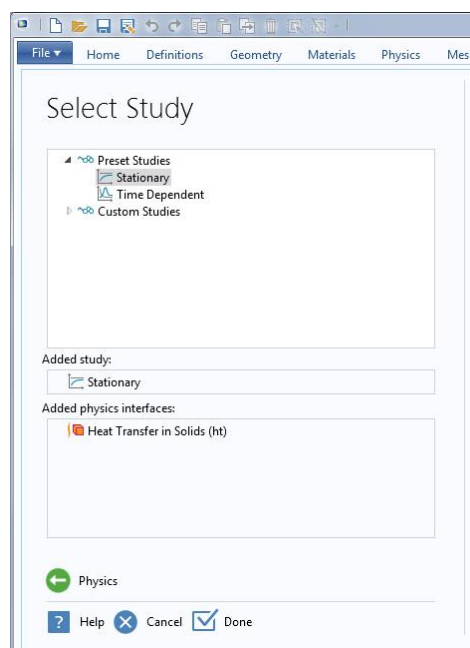 File Home Definitions Geometry Materials Physics Mes
Select Study
Preset Studies
Stationary
Time Dependent
Custom Studies
Added study:
Stationary
Added physics interfaces:
Heat Transfer in Solids (ht)
Physics
? Help Cancel Done